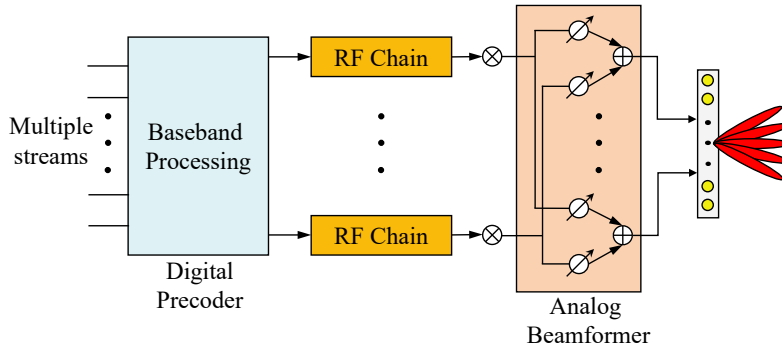 RF Chain
Multiple
streams
Baseband
Processing
RF Chain
Digital
Precoder
Analog
Beamformer